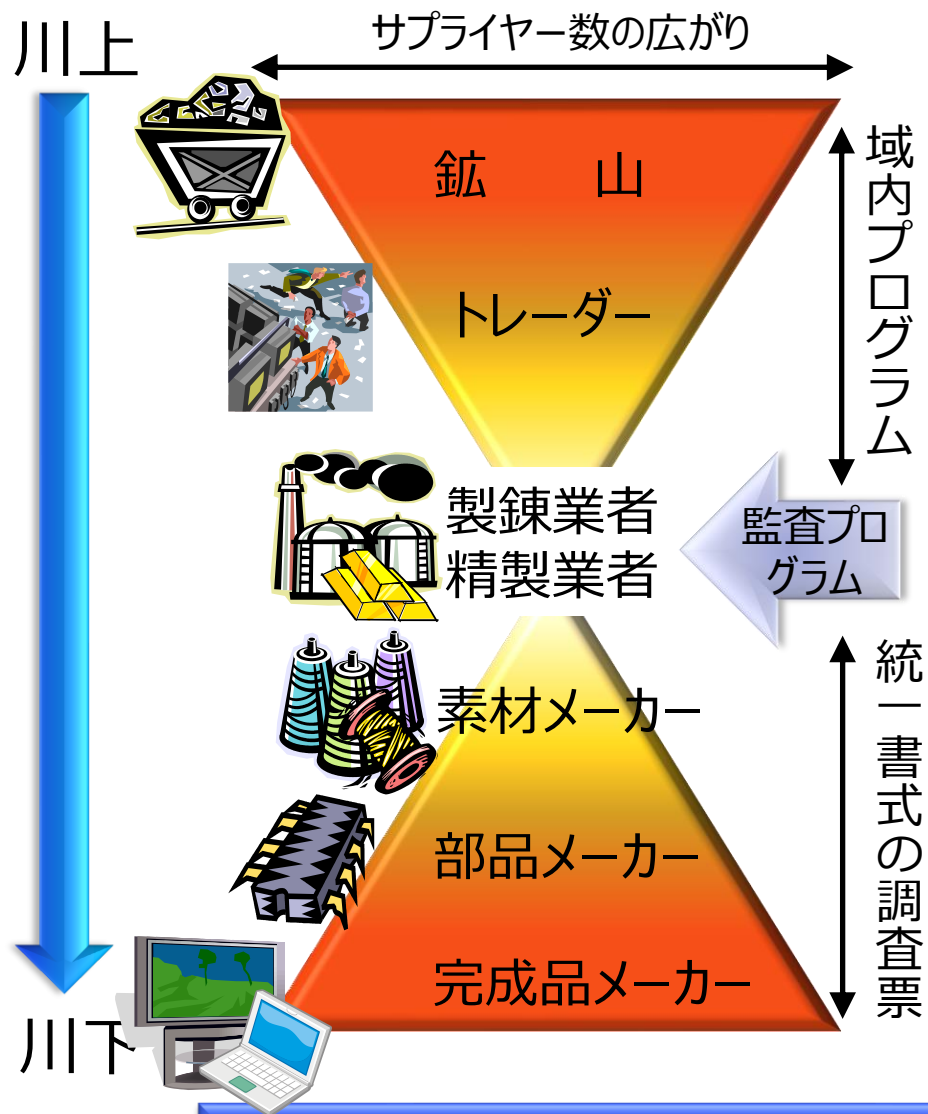 川上
サプライヤー数の広がり
鉱　山
トレーダー
域内プログラム
製錬業者
精製業者
監査プロ
グラム
素材メーカー
部品メーカー
完成品メーカー
統一書式の調査票
川下